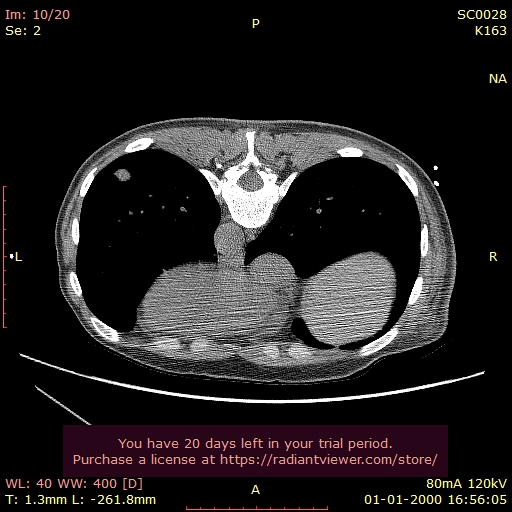 Im: 10/20
Se: 2
P
SC0028
K163
NA
L
R
You have 20 days left in your trial period.
Purchase a license at https://radiantviewer.com/store/
WL: 40 WW: 400 [D]
T: 1.3mm L: -261.8mm
A
80mA 120kV
01-01-2000 16:56:05